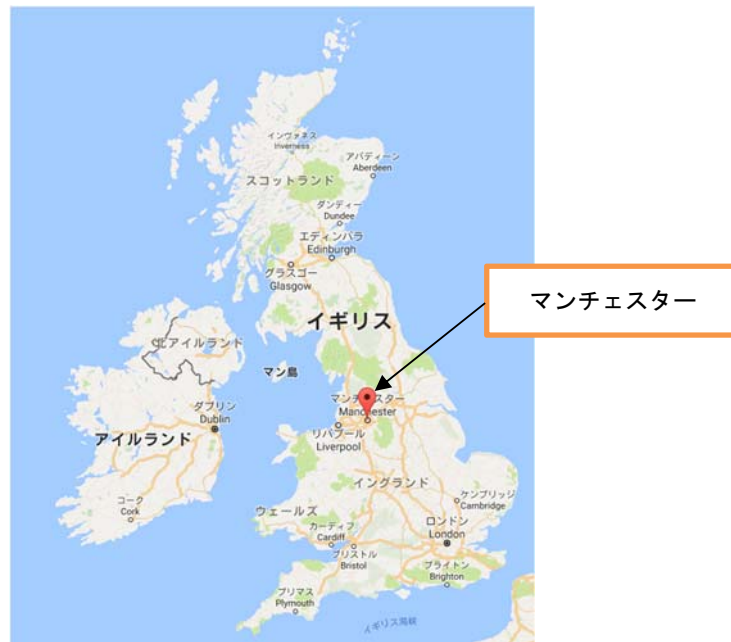 インヴァネス
Inverness
アバディーン
Aberdeen
スコットランド
ダンディー
Dundee
エディンバラ
Edinburgh
グラスゴー
Glasgow
マンチェスター
イギリス
北アイルランド
マン島
マンチェスター
Manchester
ダブリン
Dublin
アイルランド
リバプール
Liverpool
イングランド
コーク
Cork
ケンブリッジ
Cambridge
ウェールズ
カーディフ
Cardiff
ロンドン
London
ブリストル
Bristol
ブライトン
Brighton
プリマス
Plymouth
イギリス海峡